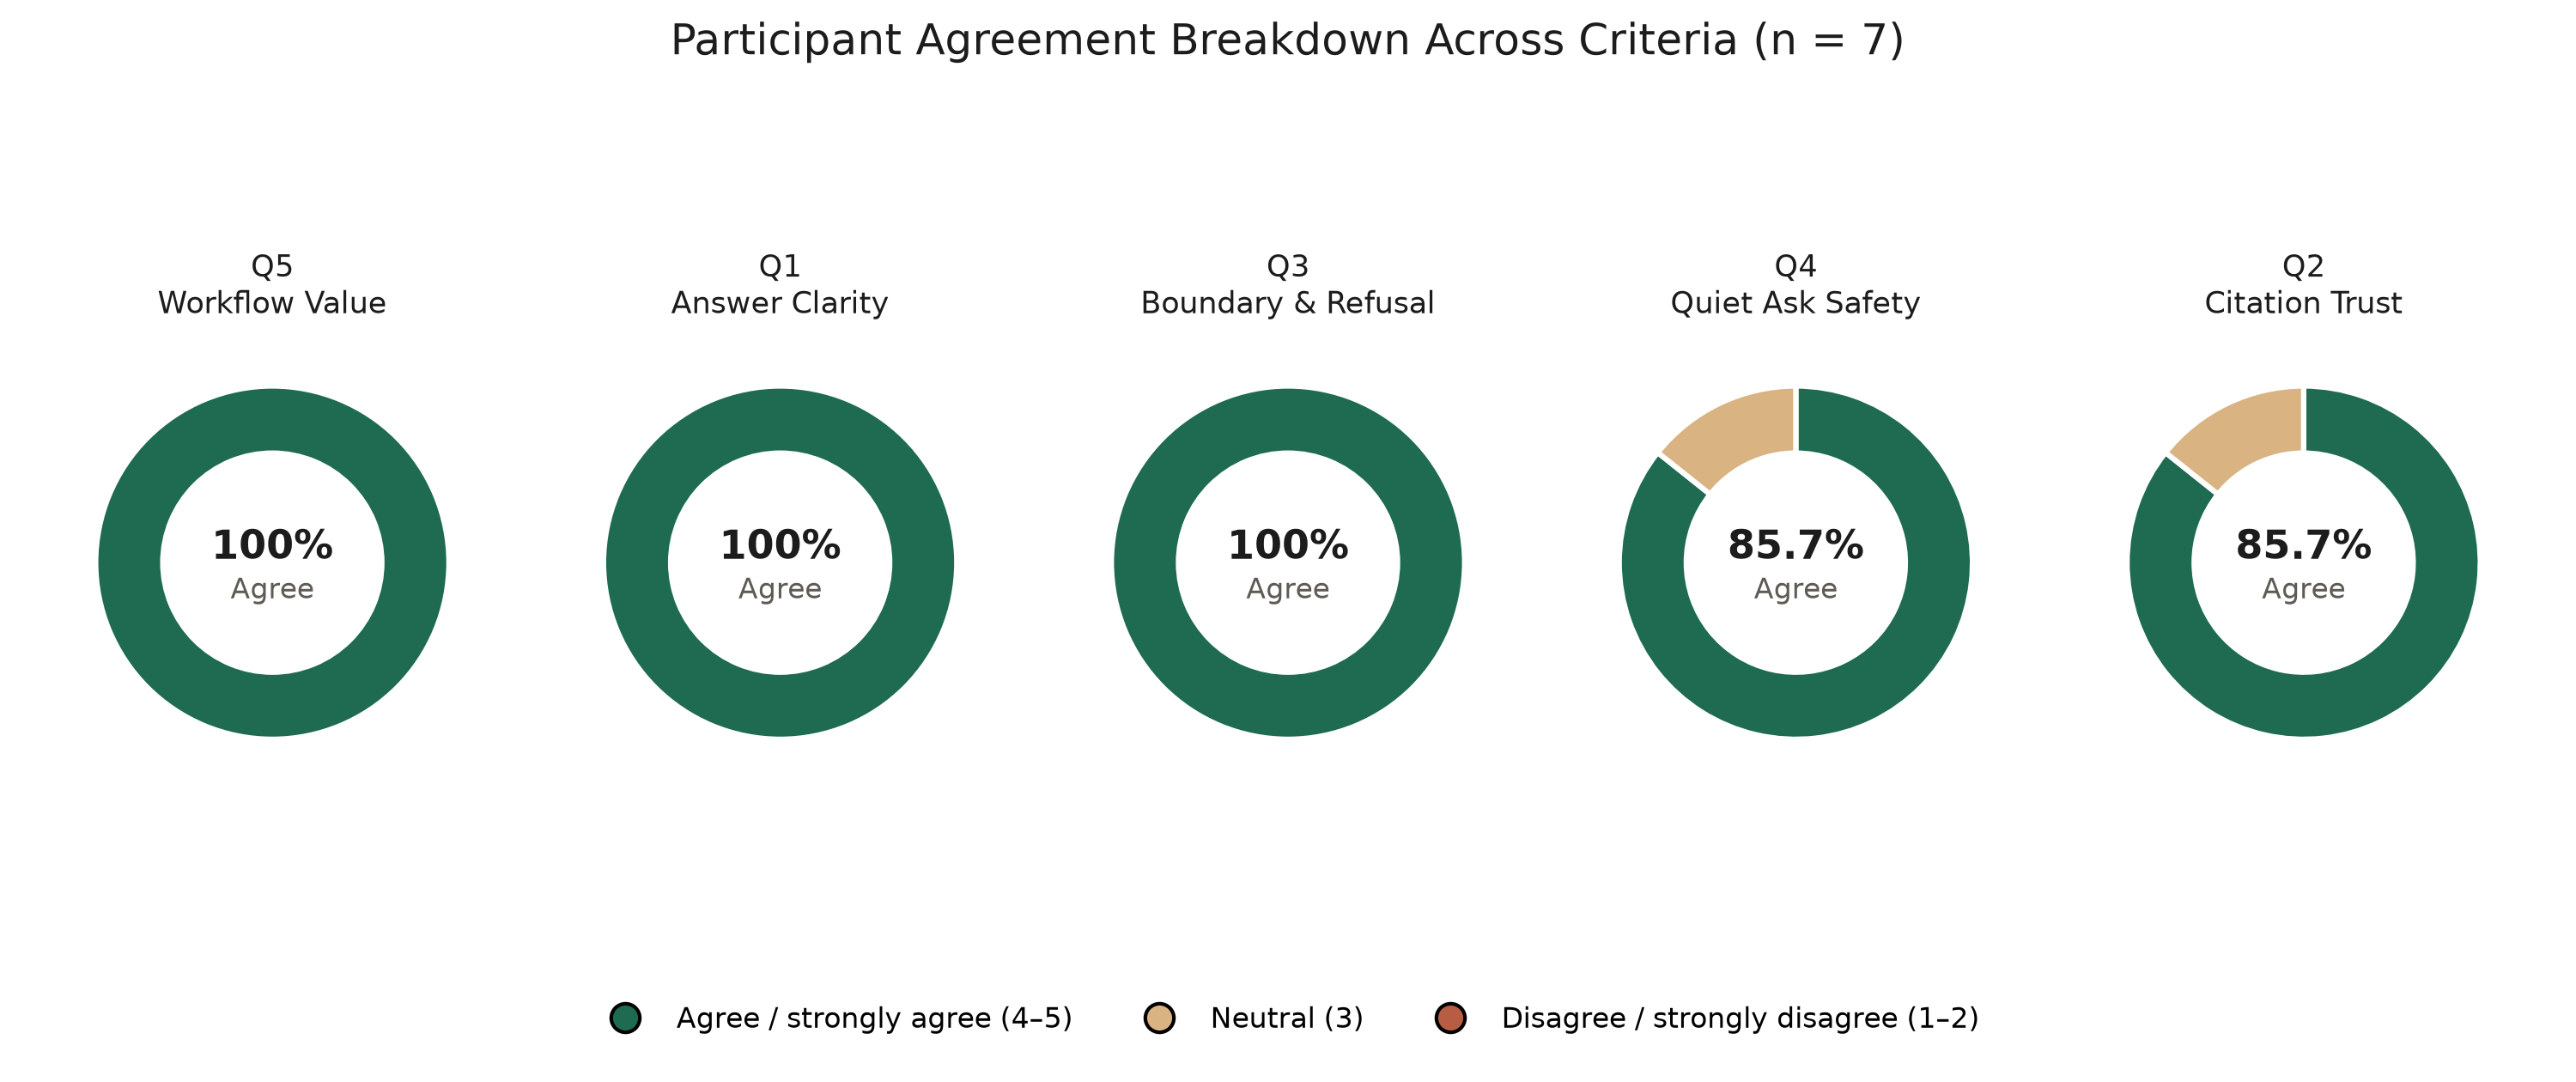 Participant Agreement Breakdown Across Criteria (n = 7)
Q5
Workflow Value
100%
Agree
Q1
Answer Clarity
100%
Agree
Q3
Boundary & Refusal
100%
Agree
Q4
Quiet Ask Safety
85.7%
Agree
Q2
Citation Trust
85.7%
Agree
Agree / strongly agree (4–5)
Neutral (3)
Disagree / strongly disagree (1–2)